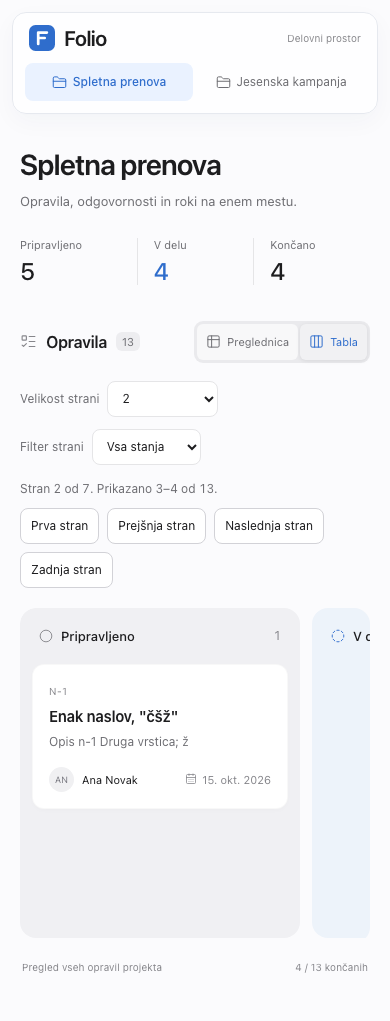 Folio
Delovni prostor
Spletna prenova
Jesenska kampanja
Spletna prenova
Opravila, odgovornosti in roki na enem mestu.
Pripravljeno
5
V delu
4
Končano
4
Opravila 13
Preglednica
Tabla
Velikost strani 2
Filter strani Vsa stanja
Stran 2 od 7. Prikazano 3–4 od 13.
Prva stran
Prejšnja stran
Naslednja stran
Zadnja stran
Pripravljeno 1
N-1
Enak naslov, "čšž"
Opis n-1 Druga vrstica; ž
AN Ana Novak 15. okt. 2026
V
Pregled vseh opravil projekta
4 / 13 končanih